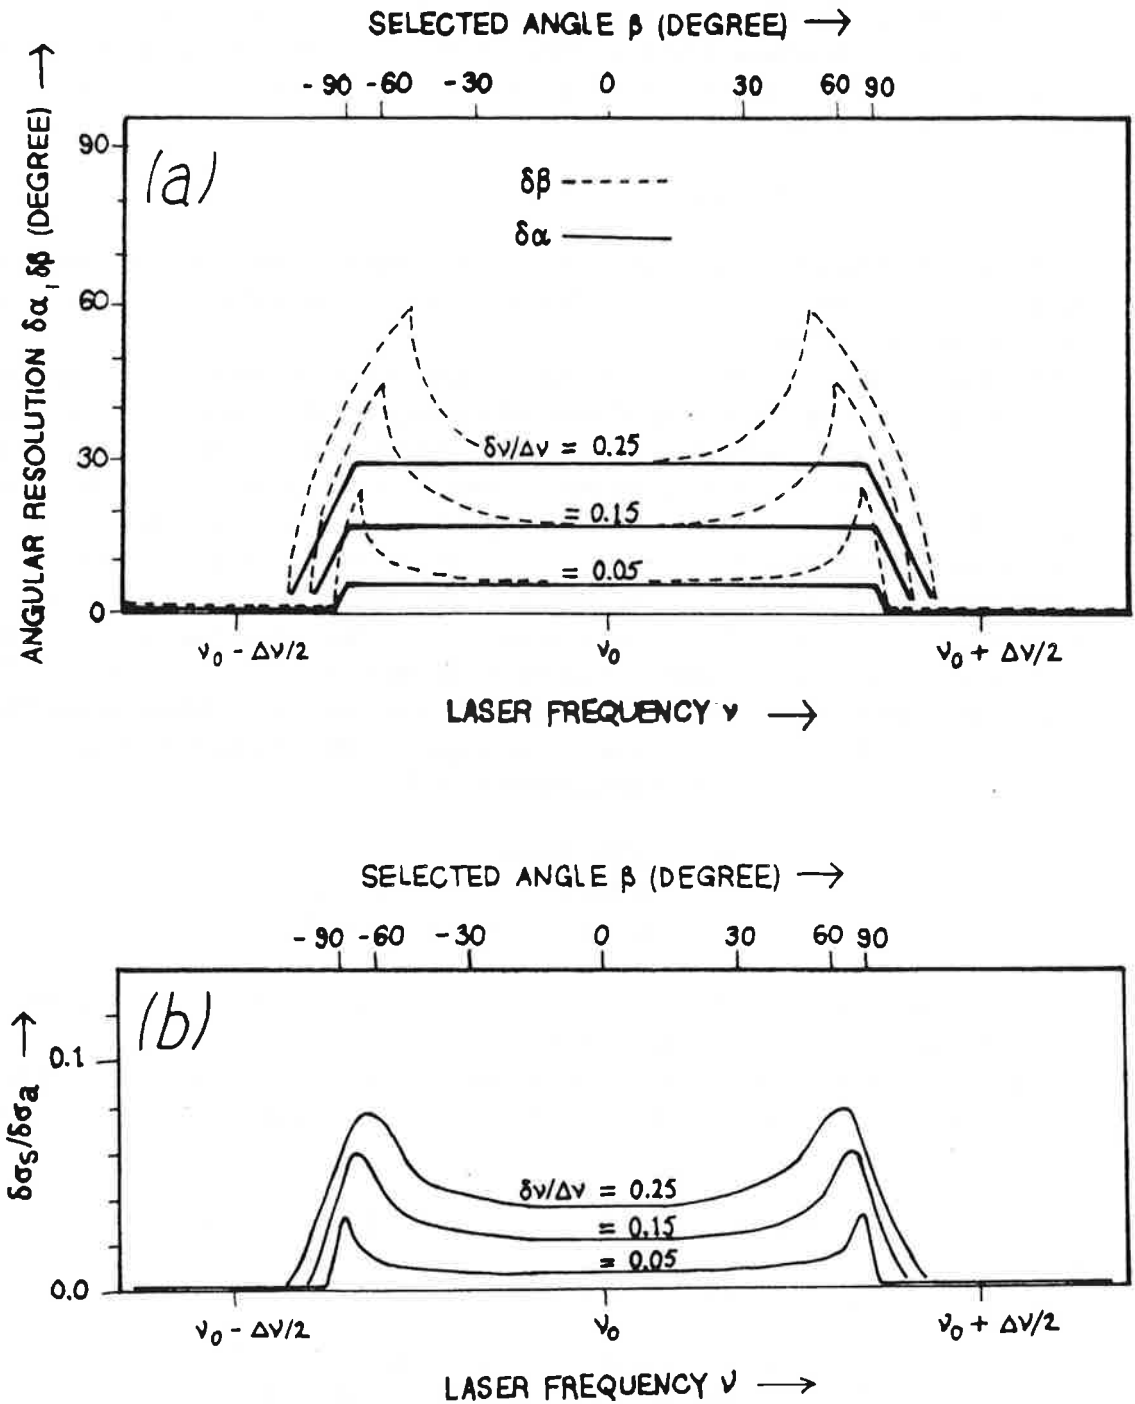 SELECTED ANGLE β (DEGREE) →
- 90 -60 -30 0 30 60 90
ANGULAR RESOLUTION δα, δβ (DEGREE) →
90
60
30
0
(a)
δβ
δα
δν/Δν = 0.25
= 0.15
= 0.05
ν₀ - Δν/2 ν₀ ν₀ + Δν/2
LASER FREQUENCY ν →
SELECTED ANGLE β (DEGREE) →
- 90 -60 -30 0 30 60 90
δσs/δσa →
0.1
0.0
(b)
δν/Δν = 0.25
= 0.15
= 0.05
ν₀ - Δν/2 ν₀ ν₀ + Δν/2
LASER FREQUENCY ν →